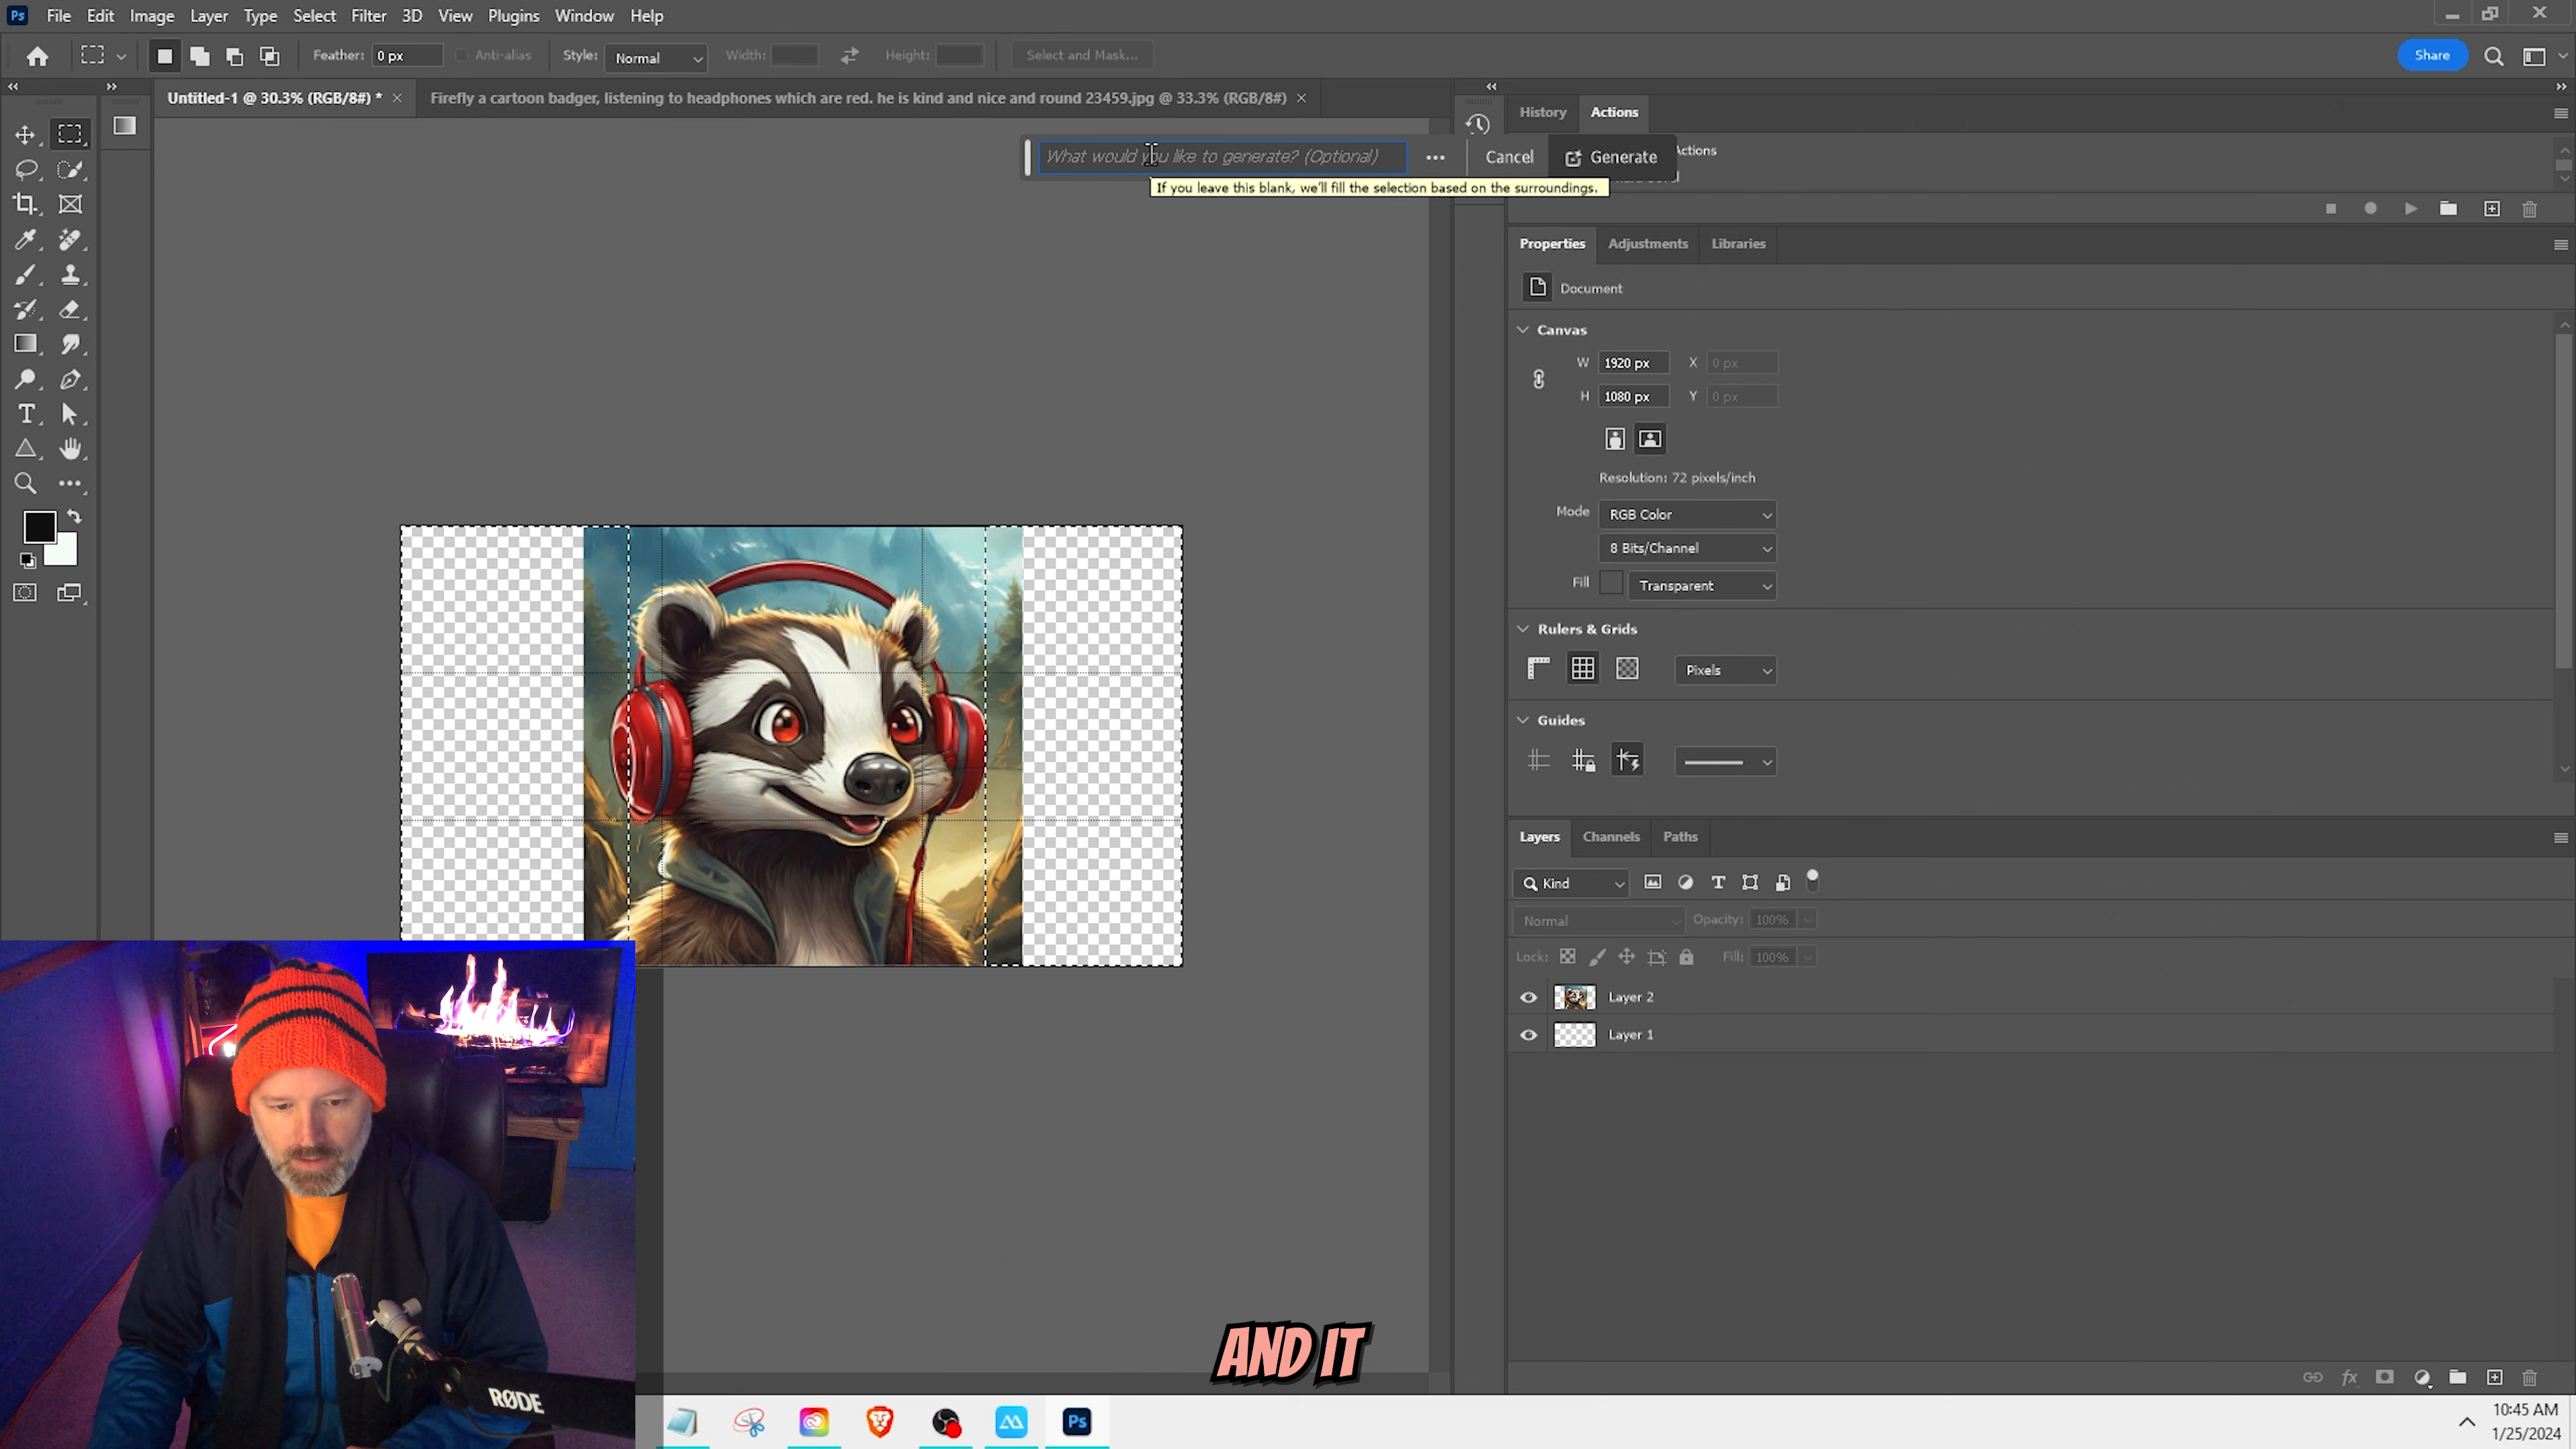 Ps File Edit Image Layer Type Select Filter 3D View Plugins Window Help
Feather: 0 px Anti-alias Style: Normal Width: Height: Select and Mask... Share
Untitled-1 @ 30.3% (RGB/8#) * Firefly a cartoon badger, listening to headphones which are red. he is kind and nice and round 23459.jpg @ 33.3% (RGB/8#)
History Actions
What would you like to generate? (Optional) Cancel Generate Actions
If you leave this blank, we'll fill the selection based on the surroundings.
Properties Adjustments Libraries
Document
Canvas
W 1920 px X 0 px
H 1080 px Y 0 px
Resolution: 72 pixels/inch
Mode RGB Color
8 Bits/Channel
Fill Transparent
Rulers & Grids
Pixels
Guides
Layers Channels Paths
Kind
Normal Opacity: 100%
Lock: Fill: 100%
Layer 2
Layer 1
AND IT
RØDE
fx
Ps
10:45 AM
1/25/2024